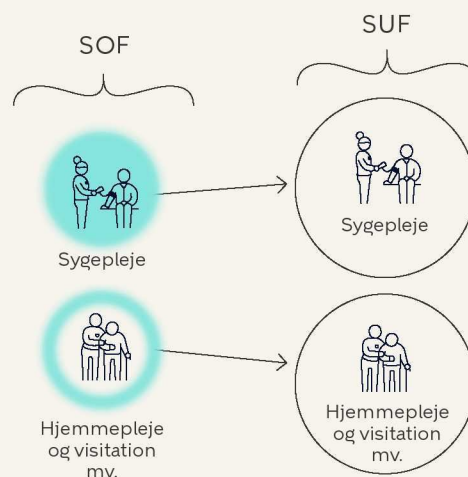 SOF
SUF
Sygepleje
Sygepleje
Hjemmepleje
og visitation
mv.
Hjemmepleje
og visitation
mv.